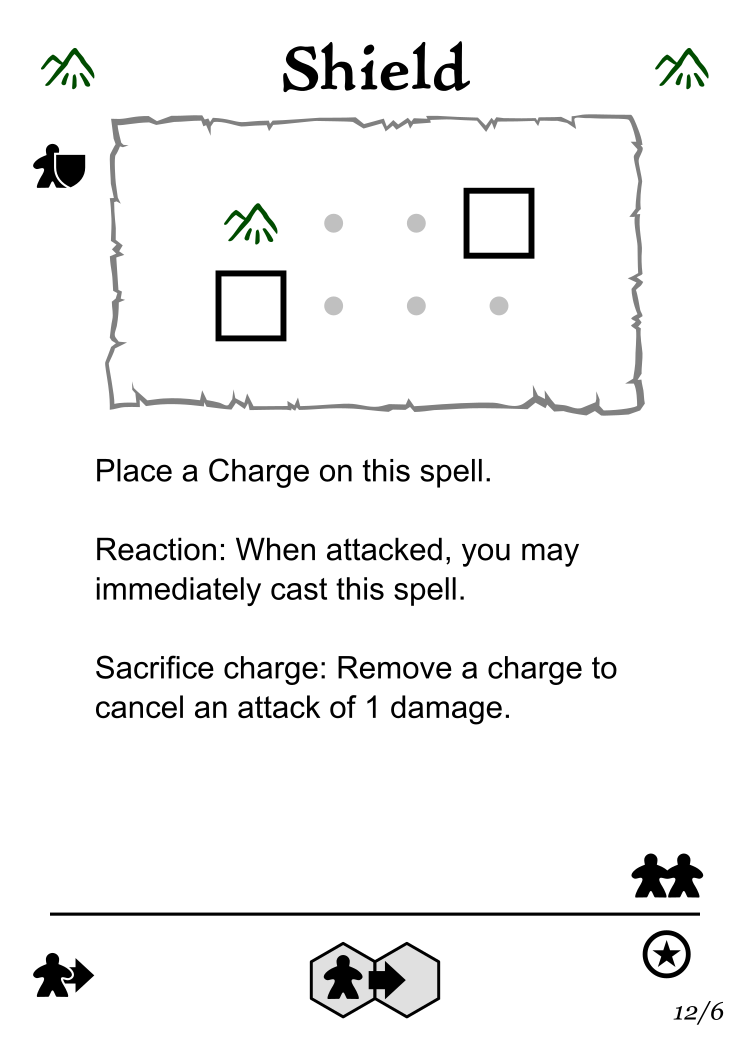 Shield
Place a Charge on this spell.
Reaction: When attacked, you may
immediately cast this spell.
Sacrifice charge: Remove a charge to
cancel an attack of 1 damage.
12/6